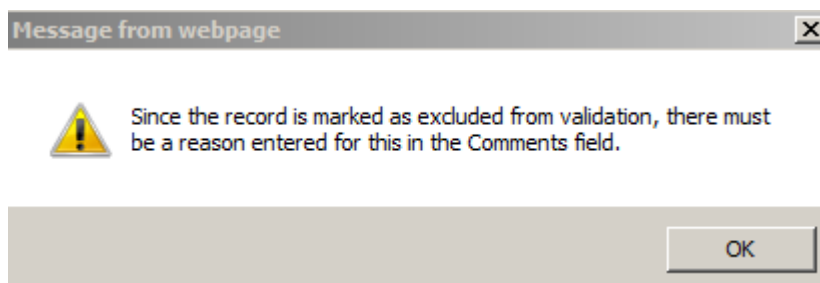 Message from webpage
Since the record is marked as excluded from validation, there must
be a reason entered for this in the Comments field.
OK